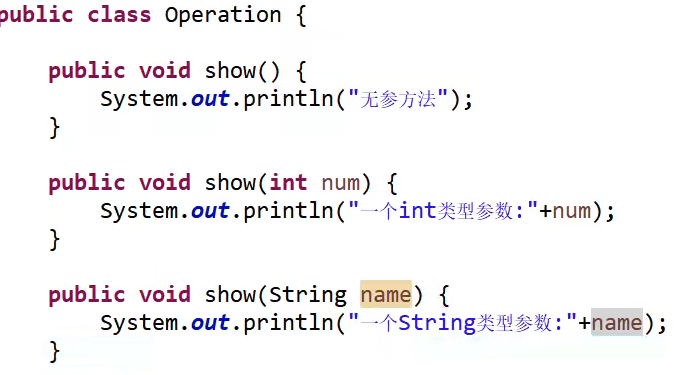 public class Operation {
public void show() {
System.out.println("无参方法");
}
public void show(int num) {
System.out.println("一个int类型参数:"+num);
}
public void show(String name) {
System.out.println("一个String类型参数:"+name);
}